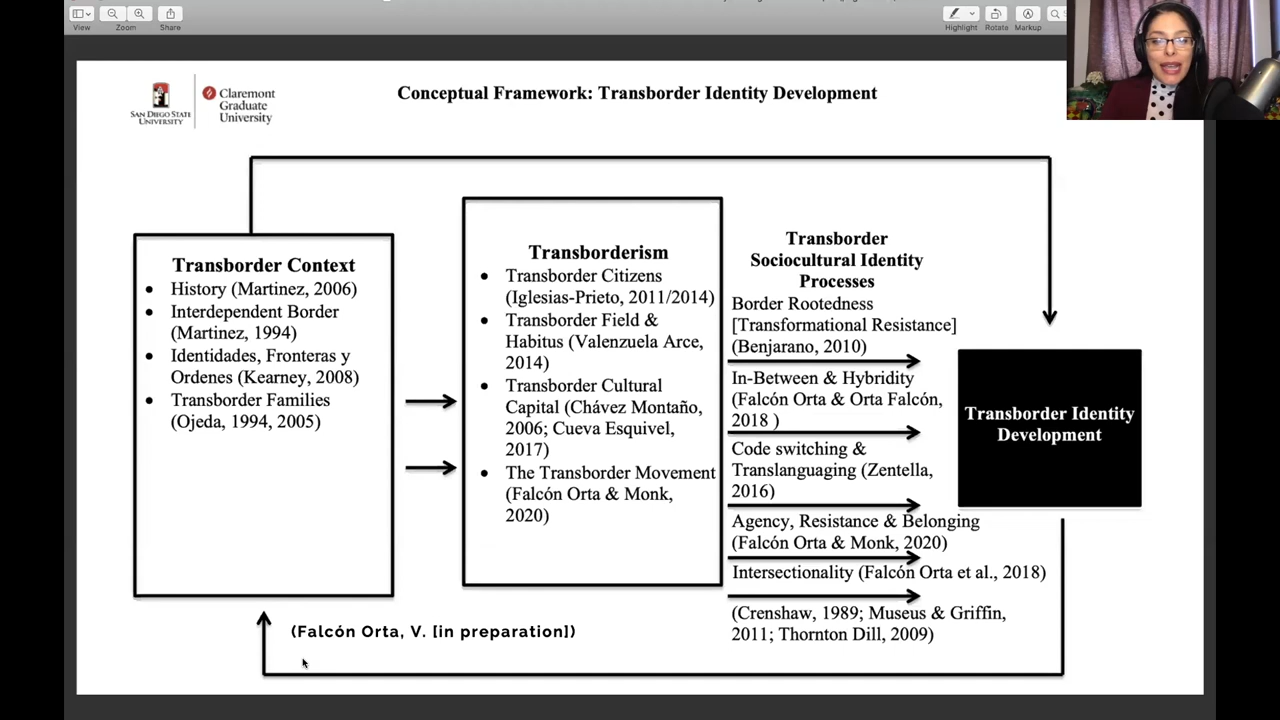 View
Zoom
Share
Highlight
Rotate
Markup
SAN DIEGO STATE
UNIVERSITY
Claremont
Graduate
University
Conceptual Framework: Transborder Identity Development
Transborder Context
• History (Martinez, 2006)
• Interdependent Border
(Martinez, 1994)
• Identidades, Fronteras y
Ordenes (Kearney, 2008)
• Transborder Families
(Ojeda, 1994, 2005)
Transborderism
• Transborder Citizens
(Iglesias-Prieto, 2011/2014)
• Transborder Field &
Habitus (Valenzuela Arce,
2014)
• Transborder Cultural
Capital (Chávez Montaño,
2006; Cueva Esquivel,
2017)
• The Transborder Movement
(Falcón Orta & Monk,
2020)
Transborder
Sociocultural Identity
Processes
Border Rootedness
[Transformational Resistance]
(Benjarano, 2010)
In-Between & Hybridity
(Falcón Orta & Orta Falcón,
2018 )
Code switching &
Translanguaging (Zentella,
2016)
Agency, Resistance & Belonging
(Falcón Orta & Monk, 2020)
Intersectionality (Falcón Orta et al., 2018)
(Crenshaw, 1989; Museus & Griffin,
2011; Thornton Dill, 2009)
Transborder Identity
Development
(Falcón Orta, V. [in preparation])